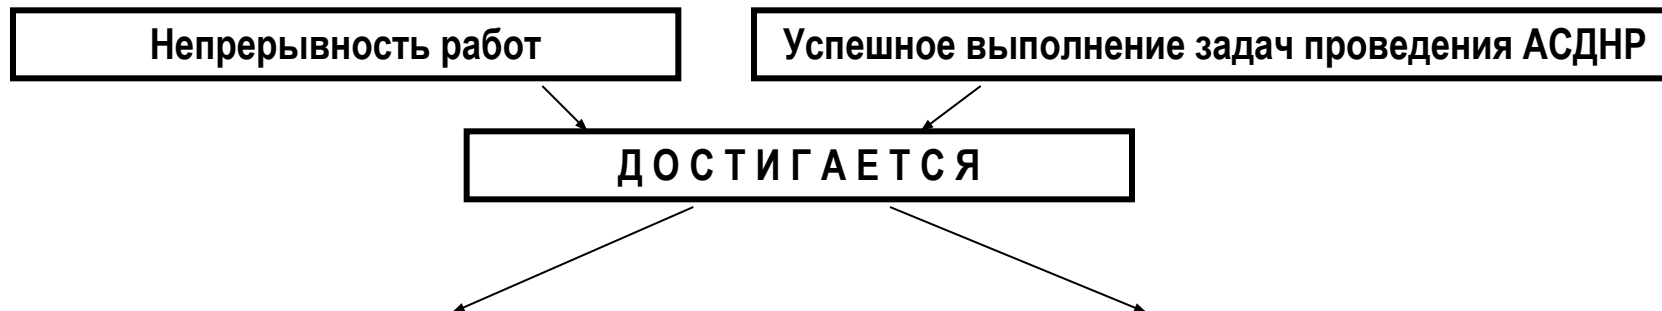 Непрерывность работ
Успешное выполнение задач проведения АСДНР
Д О С Т И Г А Е Т С Я